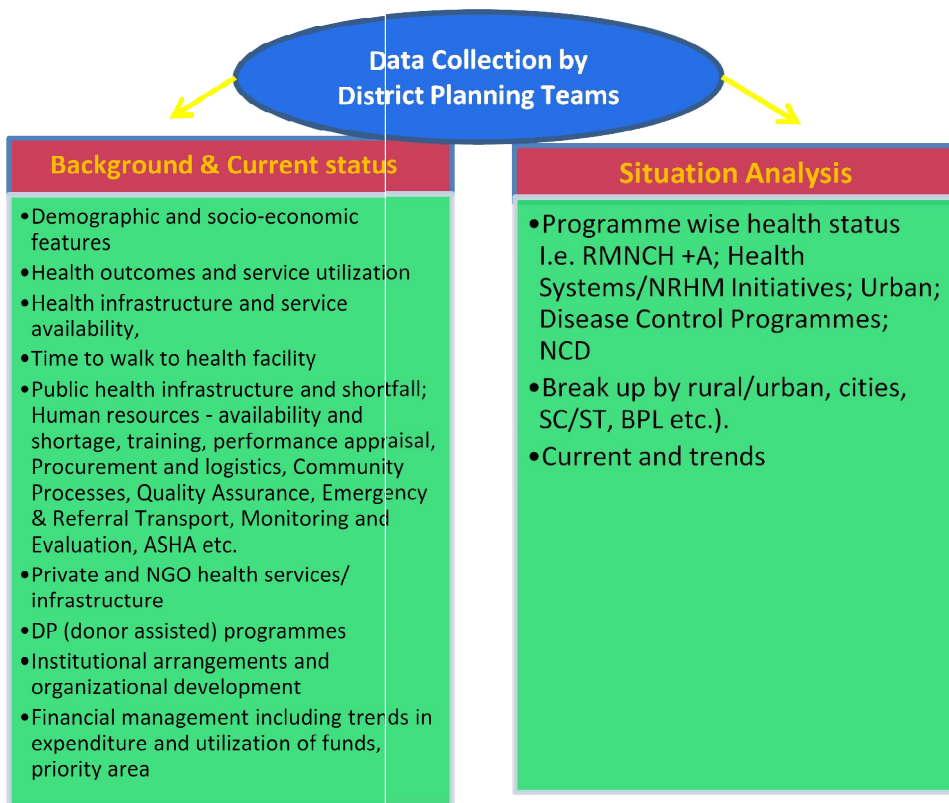 Data Collection by
District Planning Teams
Background & Current status
•Demographic and socio-economic
features
•Health outcomes and service utilization
•Health infrastructure and service
availability,
•Time to walk to health facility
•Public health infrastructure and shortfall;
Human resources - availability and
shortage, training, performance appraisal,
Procurement and logistics, Community
Processes, Quality Assurance, Emergency
& Referral Transport, Monitoring and
Evaluation, ASHA etc.
•Private and NGO health services/
infrastructure
•DP (donor assisted) programmes
•Institutional arrangements and
organizational development
•Financial management including trends in
expenditure and utilization of funds,
priority area
Situation Analysis
•Programme wise health status
I.e. RMNCH +A; Health
Systems/NRHM Initiatives; Urban;
Disease Control Programmes;
NCD
•Break up by rural/urban, cities,
SC/ST, BPL etc.).
•Current and trends